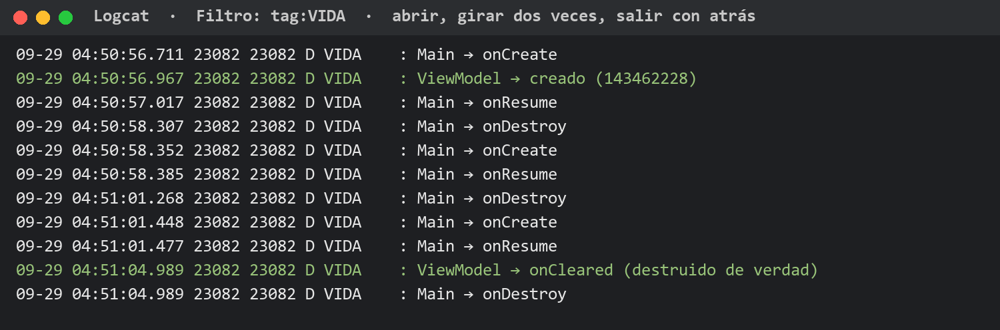 Logcat · Filtro: tag:VIDA · abrir, girar dos veces, salir con atrás
09-29 04:50:56.711 23082 23082 D VIDA    : Main → onCreate
09-29 04:50:56.967 23082 23082 D VIDA    : ViewModel → creado (143462228)
09-29 04:50:57.017 23082 23082 D VIDA    : Main → onResume
09-29 04:50:58.307 23082 23082 D VIDA    : Main → onDestroy
09-29 04:50:58.352 23082 23082 D VIDA    : Main → onCreate
09-29 04:50:58.385 23082 23082 D VIDA    : Main → onResume
09-29 04:51:01.268 23082 23082 D VIDA    : Main → onDestroy
09-29 04:51:01.448 23082 23082 D VIDA    : Main → onCreate
09-29 04:51:01.477 23082 23082 D VIDA    : Main → onResume
09-29 04:51:04.989 23082 23082 D VIDA    : ViewModel → onCleared (destruido de verdad)
09-29 04:51:04.989 23082 23082 D VIDA    : Main → onDestroy